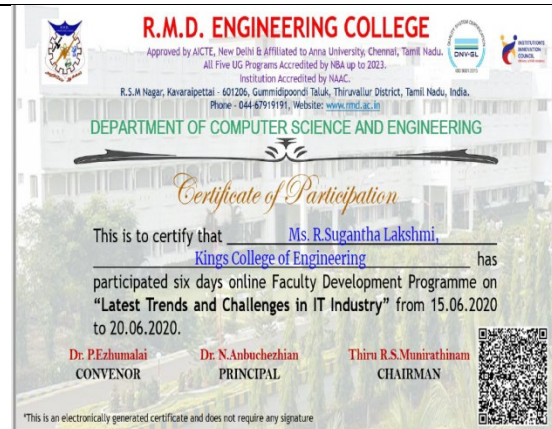 R.M.D. ENGINEERING COLLEGE
Approved by AICTE, New Delhi & Affiliated to Anna University, Chennai, Tamil Nadu.
All Five UG Programs Accredited by NBA up to 2023.
Institution Accredited by NAAC.
R.S.M Nagar, Kavaraipettai - 601206, Gummidipoondi Taluk, Thiruvallur District, Tamil Nadu, India.
Phone - 044-67919191, Website: www.rmd.ac.in
DNV·GL
INSTITUTION'S
INNOVATION
COUNCIL
DEPARTMENT OF COMPUTER SCIENCE AND ENGINEERING
Certificate of Participation
This is to certify that Ms. R.Sugantha Lakshmi,
Kings College of Engineering has
participated six days online Faculty Development Programme on
“Latest Trends and Challenges in IT Industry” from 15.06.2020
to 20.06.2020.
Dr. P.Ezhumalai Dr. N.Anbuchezhian Thiru R.S.Munirathinam
CONVENOR PRINCIPAL CHAIRMAN
*This is an electronically generated certificate and does not require any signature